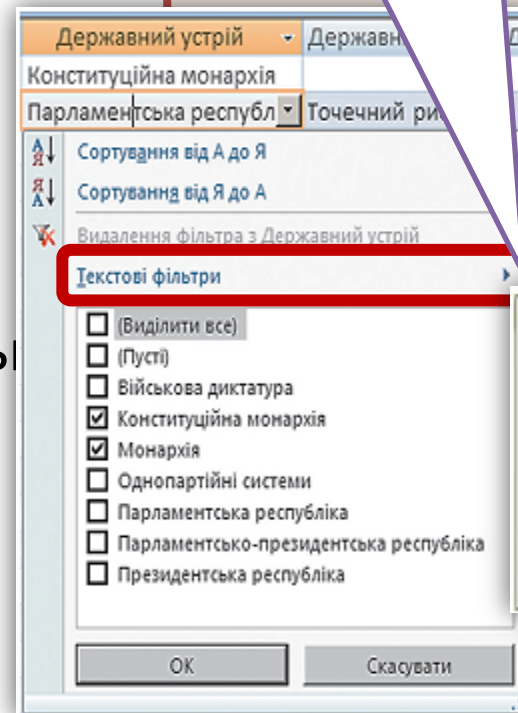 Державний устрій Державн
Конституційна монархія
Парламентська республ Точечний ри
Сортування від А до Я
Сортування від Я до А
Видалення фільтра з Державний устрій
Текстові фільтри
(Виділити все)
(Пусті)
Військова диктатура
Конституційна монархія
Монархія
Однопартійні системи
Парламентська республіка
Парламентсько-президентська республіка
Президентська республіка
ОК Скасувати